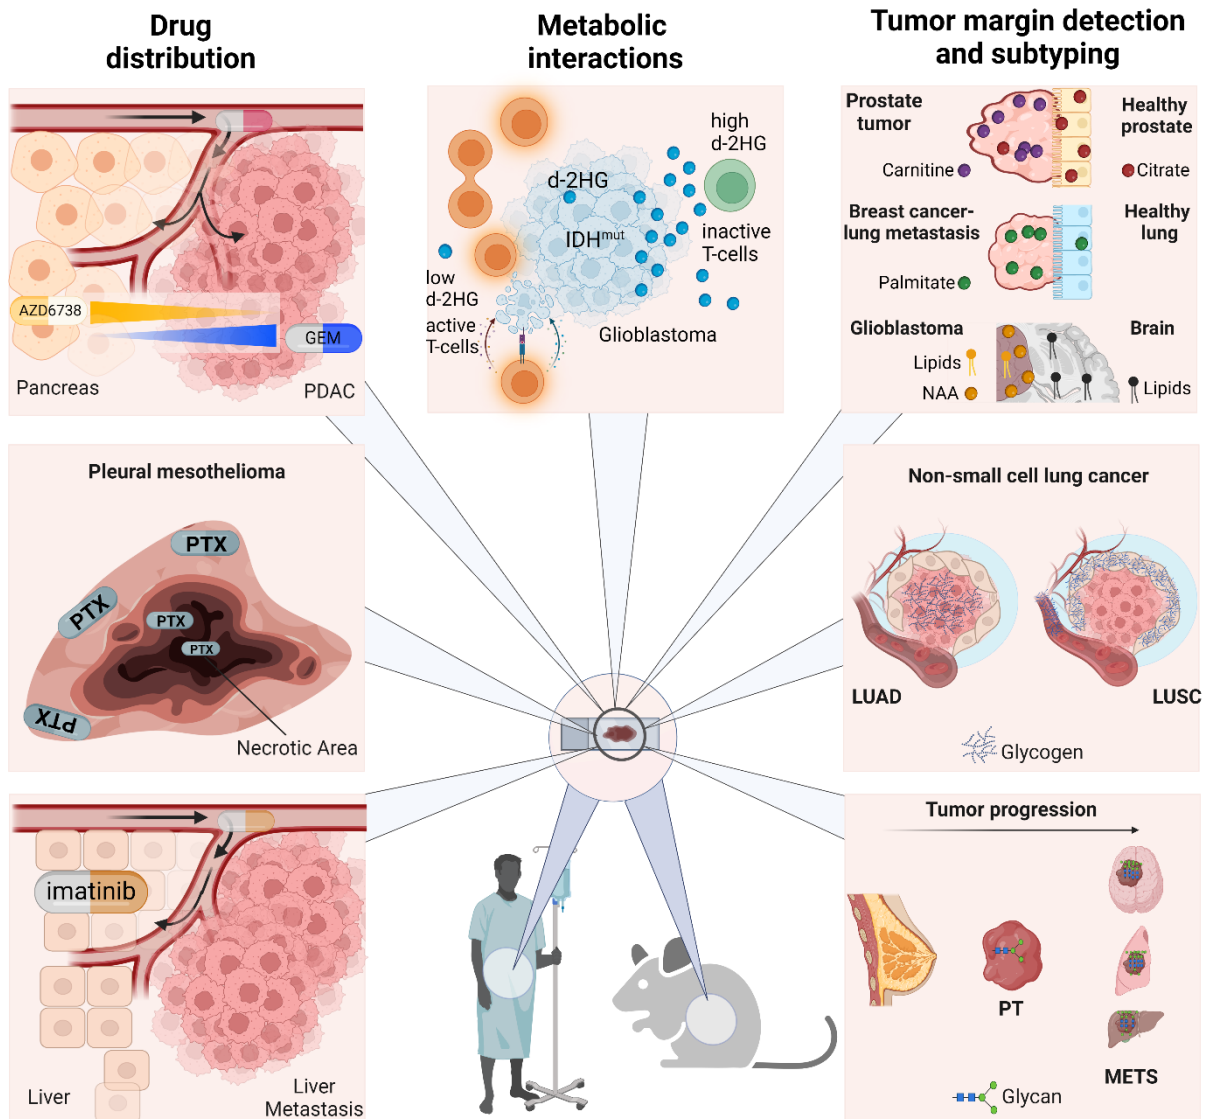 Drug
distribution
AZD6738
GEM
Pancreas
PDAC
Pleural mesothelioma
PTX
PTX
PTX
PTX
PTX
Necrotic Area
imatinib
Liver
Liver
Metastasis
Metabolic
interactions
high
d-2HG
d-2HG
IDHmut
inactive
T-cells
low
d-2HG
active
T-cells
Glioblastoma
Tumor margin detection
and subtyping
Prostate
tumor
Healthy
prostate
Carnitine
Citrate
Breast cancer-
lung metastasis
Healthy
lung
Palmitate
Glioblastoma
Brain
Lipids
NAA
Lipids
Non-small cell lung cancer
LUAD
LUSC
Glycogen
Tumor progression
PT
METS
Glycan